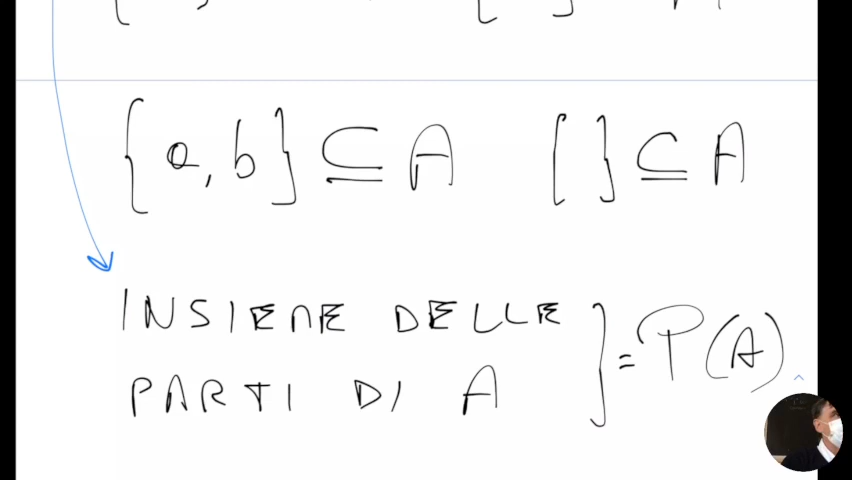 {a, b} ⊆ A { } ⊆ A
INSIEME DELLE
PARTI DI A } = P(A)